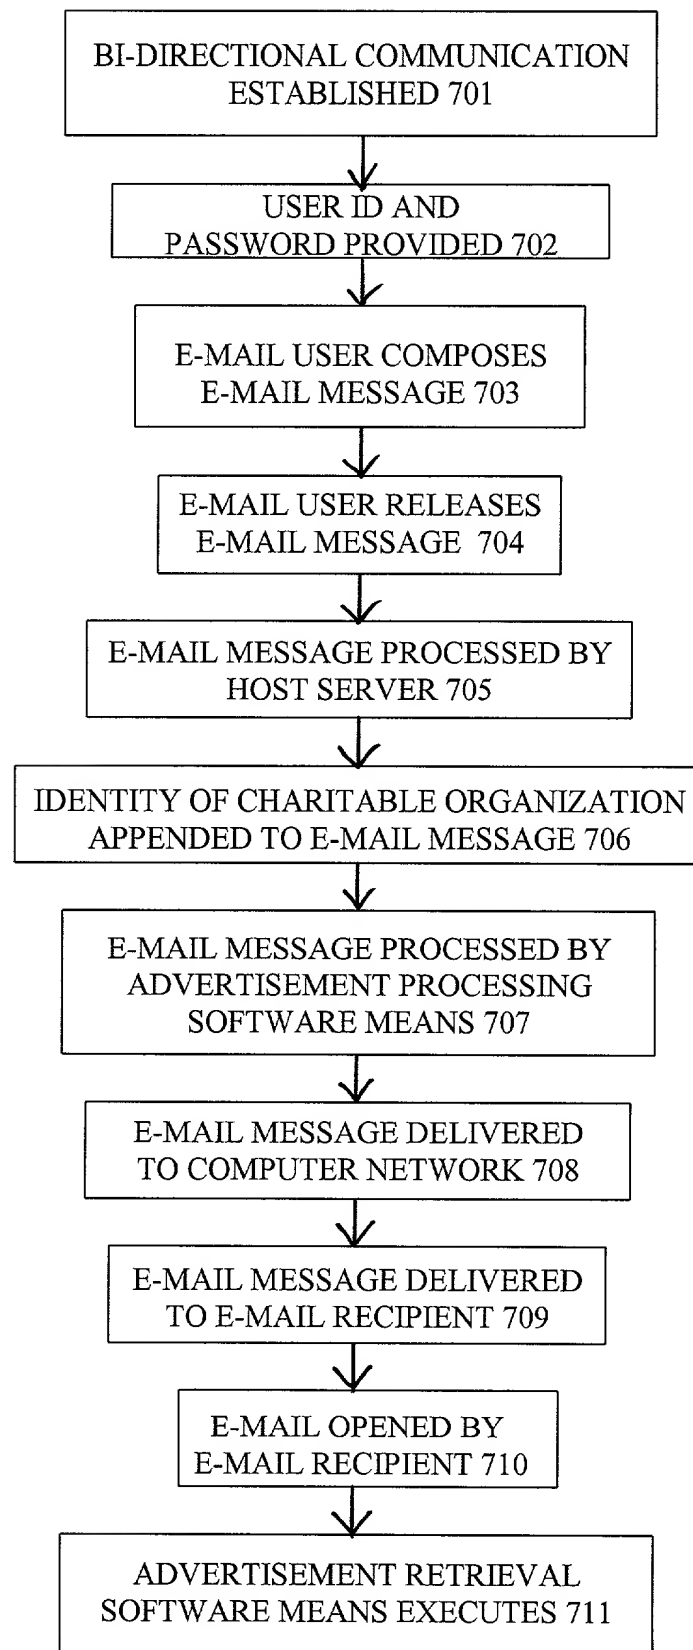 BI-DIRECTIONAL COMMUNICATION
ESTABLISHED 701
USER ID AND
PASSWORD PROVIDED 702
E-MAIL USER COMPOSES
E-MAIL MESSAGE 703
E-MAIL USER RELEASES
E-MAIL MESSAGE 704
E-MAIL MESSAGE PROCESSED BY
HOST SERVER 705
IDENTITY OF CHARITABLE ORGANIZATION
APPENDED TO E-MAIL MESSAGE 706
E-MAIL MESSAGE PROCESSED BY
ADVERTISEMENT PROCESSING
SOFTWARE MEANS 707
E-MAIL MESSAGE DELIVERED
TO COMPUTER NETWORK 708
E-MAIL MESSAGE DELIVERED
TO E-MAIL RECIPIENT 709
E-MAIL OPENED BY
E-MAIL RECIPIENT 710
ADVERTISEMENT RETRIEVAL
SOFTWARE MEANS EXECUTES 711